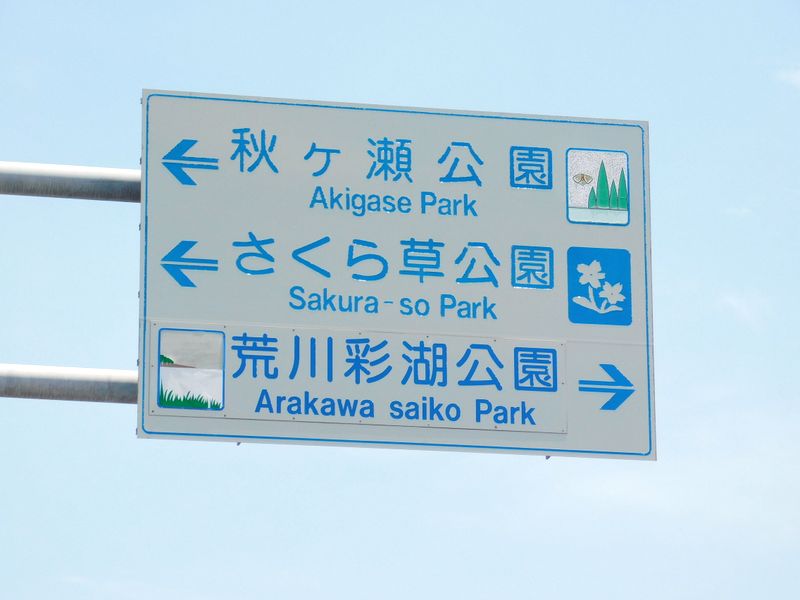 秋ヶ瀬公園
Akigase Park
さくら草公園
Sakura-so Park
荒川彩湖公園
Arakawa saiko Park